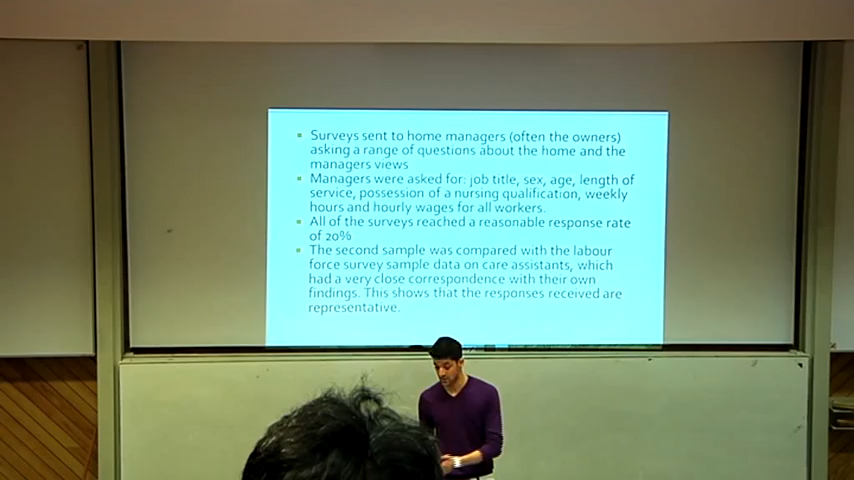 Surveys sent to home managers (often the owners)
asking a range of questions about the home and the
managers views
Managers were asked for: job title, sex, age, length of
service, possession of a nursing qualification, weekly
hours and hourly wages for all workers.
All of the surveys reached a reasonable response rate
of 20%
The second sample was compared with the labour
force survey sample data on care assistants, which
had a very close correspondence with their own
findings. This shows that the responses received are
representative.